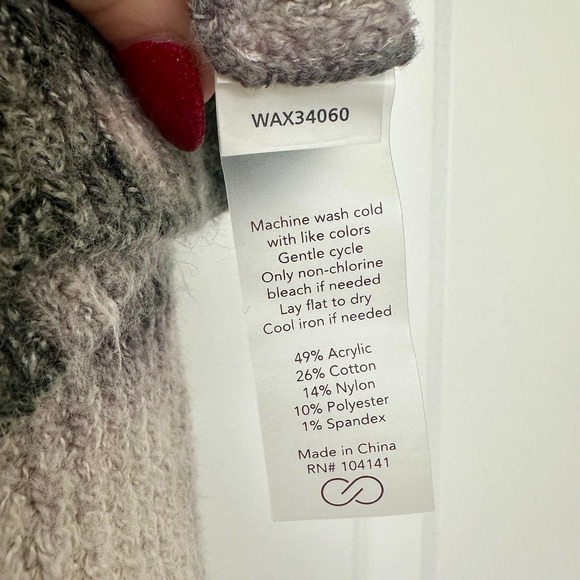 WAX34060
Machine wash cold
with like colors
Gentle cycle
Only non-chlorine
bleach if needed
Lay flat to dry
Cool iron if needed
49% Acrylic
26% Cotton
14% Nylon
10% Polyester
1% Spandex
Made in China
RN# 104141